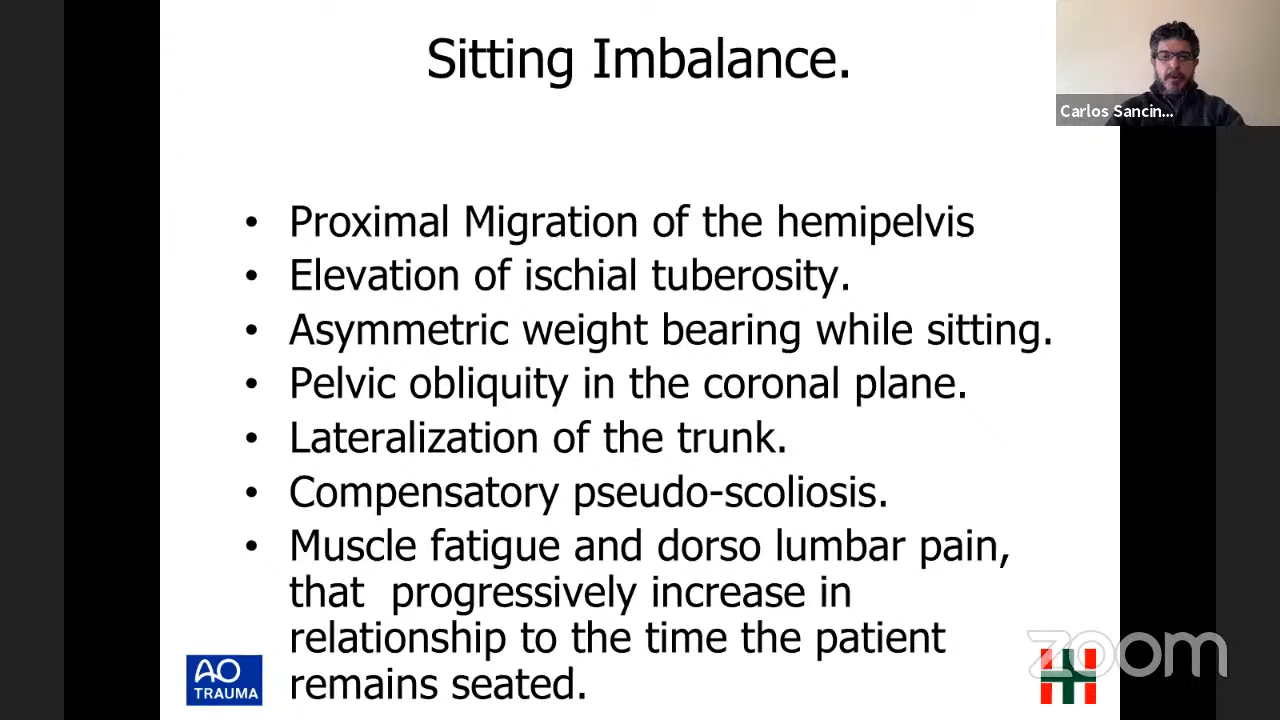 Sitting Imbalance.
Carlos Sancin...
• Proximal Migration of the hemipelvis
• Elevation of ischial tuberosity.
• Asymmetric weight bearing while sitting.
• Pelvic obliquity in the coronal plane.
• Lateralization of the trunk.
• Compensatory pseudo-scoliosis.
• Muscle fatigue and dorso lumbar pain,
that  progressively increase in
relationship to the time the patient
remains seated.
AO
TRAUMA
zoom